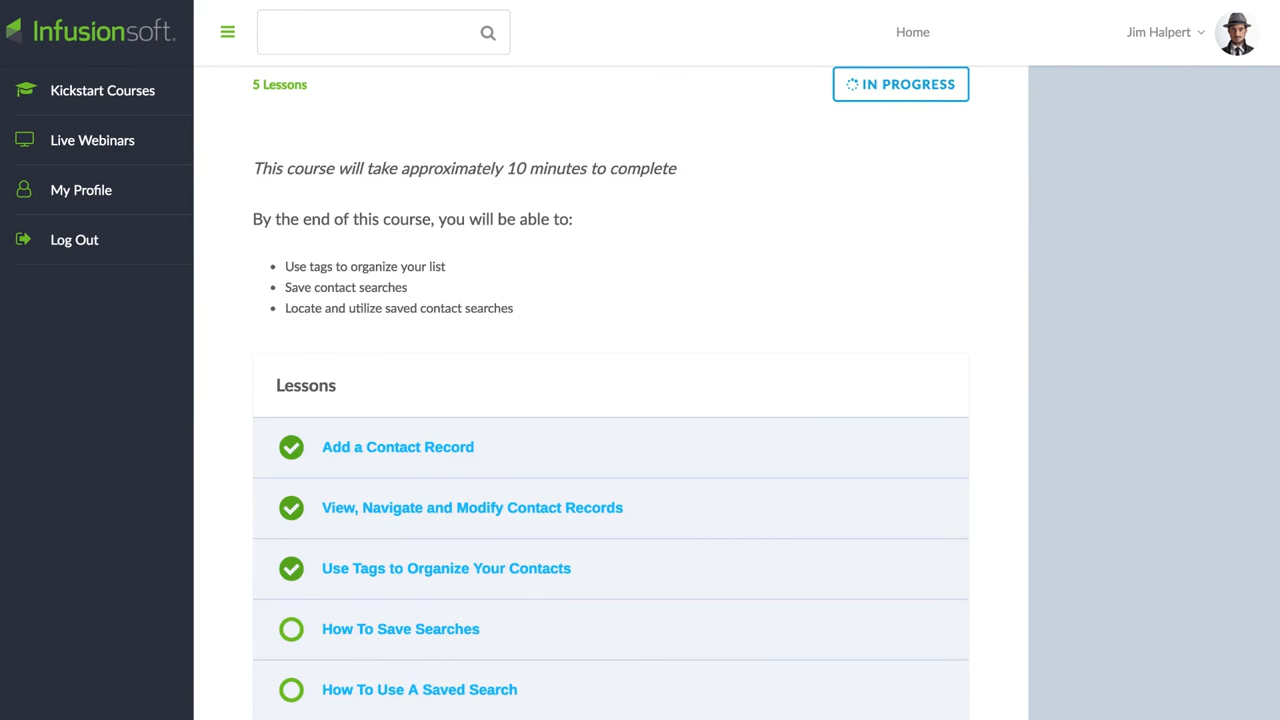 Infusionsoft.
Home
Jim Halpert
Kickstart Courses
Live Webinars
My Profile
Log Out
5 Lessons
IN PROGRESS
This course will take approximately 10 minutes to complete
By the end of this course, you will be able to:
Use tags to organize your list
Save contact searches
Locate and utilize saved contact searches
Lessons
Add a Contact Record
View, Navigate and Modify Contact Records
Use Tags to Organize Your Contacts
How To Save Searches
How To Use A Saved Search